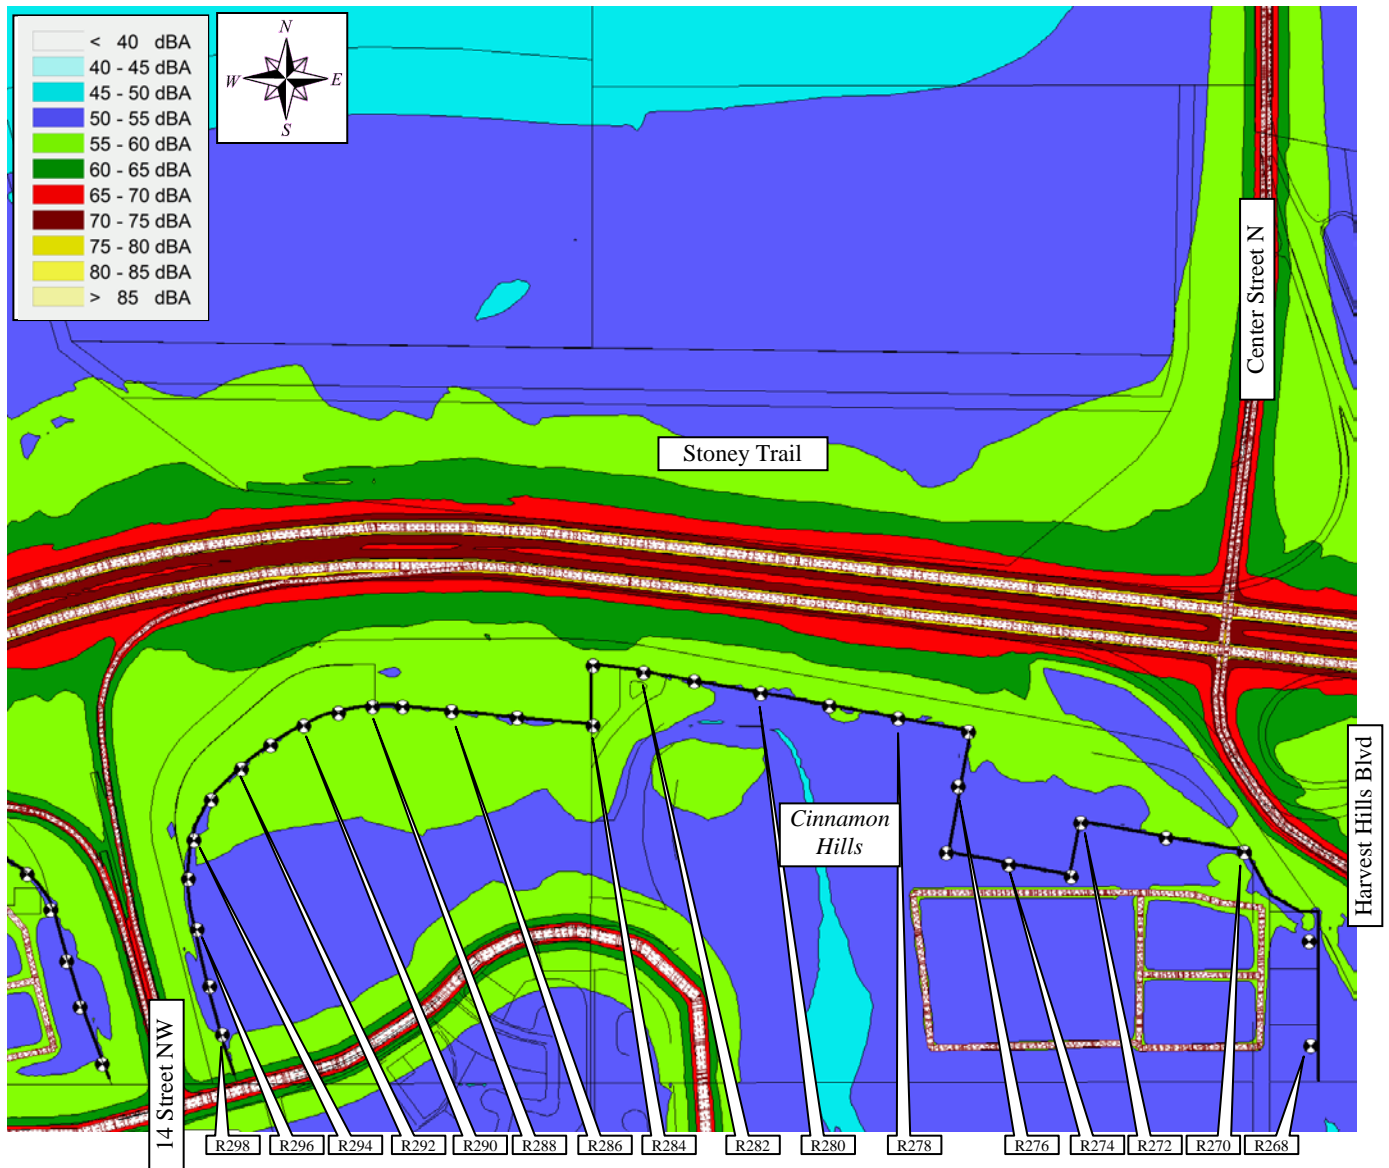 < 40 dBA
40 - 45 dBA
45 - 50 dBA
50 - 55 dBA
55 - 60 dBA
60 - 65 dBA
65 - 70 dBA
70 - 75 dBA
75 - 80 dBA
80 - 85 dBA
> 85 dBA
N
W E
S
Center Street N
Stoney Trail
Cinnamon
Hills
Harvest Hills Blvd
14 Street NW
R298 R296 R294 R292 R290 R288 R286 R284 R282 R280 R278 R276 R274 R272 R270 R268